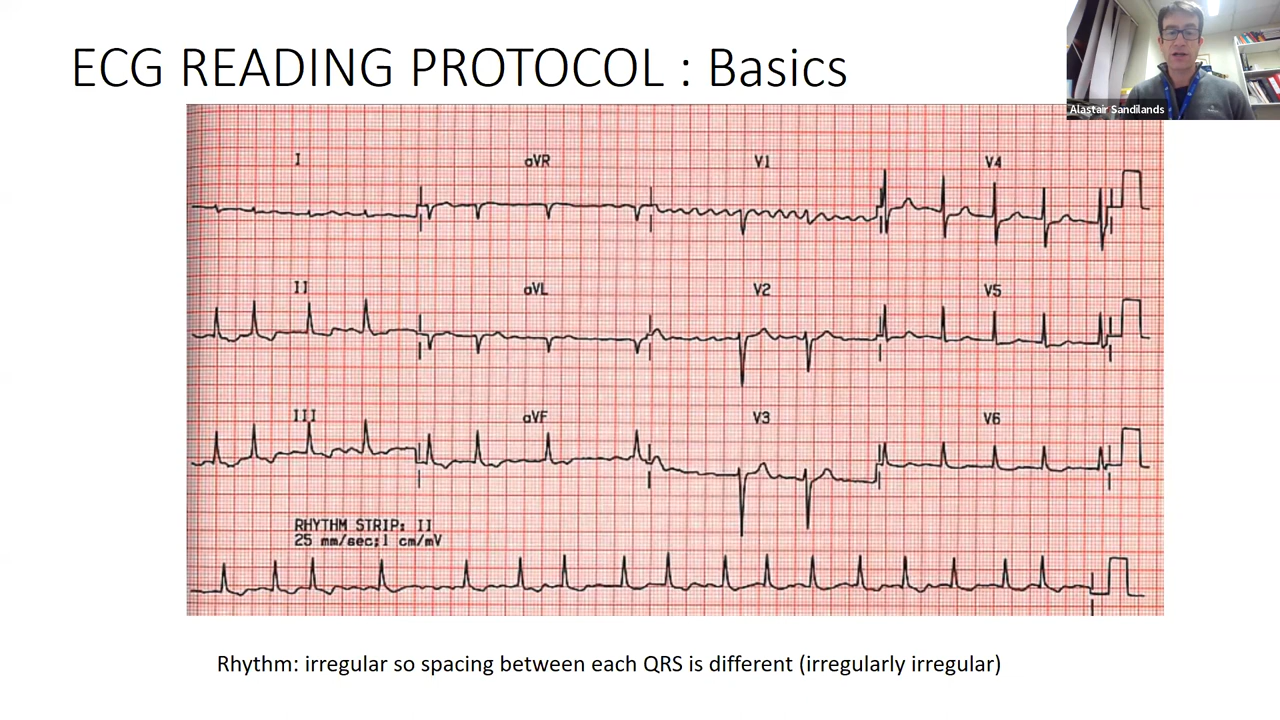 ECG READING PROTOCOL : Basics
Alastair Sandilands
I
aVR
V1
V4
II
aVL
V2
V5
III
aVF
V3
V6
RHYTHM STRIP: II
25 mm/sec;1 cm/mV
Rhythm: irregular so spacing between each QRS is different (irregularly irregular)